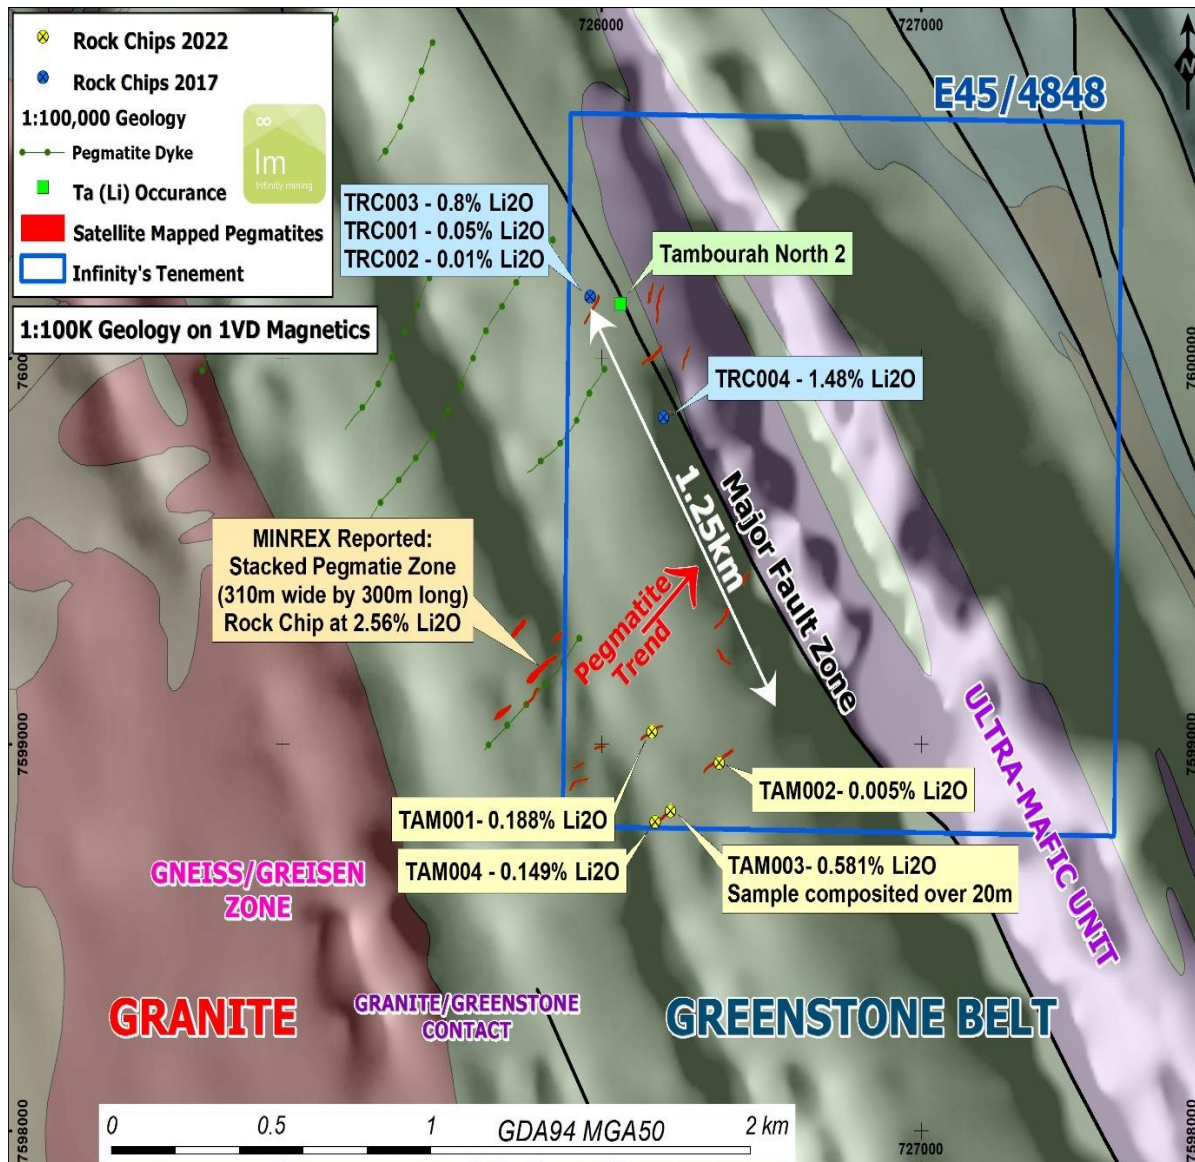 Rock Chips 2022
Rock Chips 2017
1:100,000 Geology
Pegmatite Dyke
Ta (Li) Occurance
Satellite Mapped Pegmatites
Infinity's Tenement
∞
Im
Infinity mining
1:100K Geology on 1VD Magnetics
726000
727000
N
E45/4848
TRC003 - 0.8% Li2O
TRC001 - 0.05% Li2O
TRC002 - 0.01% Li2O
Tambourah North 2
7600000
7600000
TRC004 - 1.48% Li2O
1.25km
Major Fault Zone
MINREX Reported:
Stacked Pegmatie Zone
(310m wide by 300m long)
Rock Chip at 2.56% Li2O
Pegmatite
Trend
ULTRA-MAFIC UNIT
7599000
7599000
TAM002- 0.005% Li2O
TAM001- 0.188% Li2O
TAM004 - 0.149% Li2O
TAM003- 0.581% Li2O
Sample composited over 20m
GNEISS/GREISEN
ZONE
GRANITE
GRANITE/GREENSTONE
CONTACT
GREENSTONE BELT
7598000
7598000
0
0.5
1
GDA94 MGA50
2 km
727000